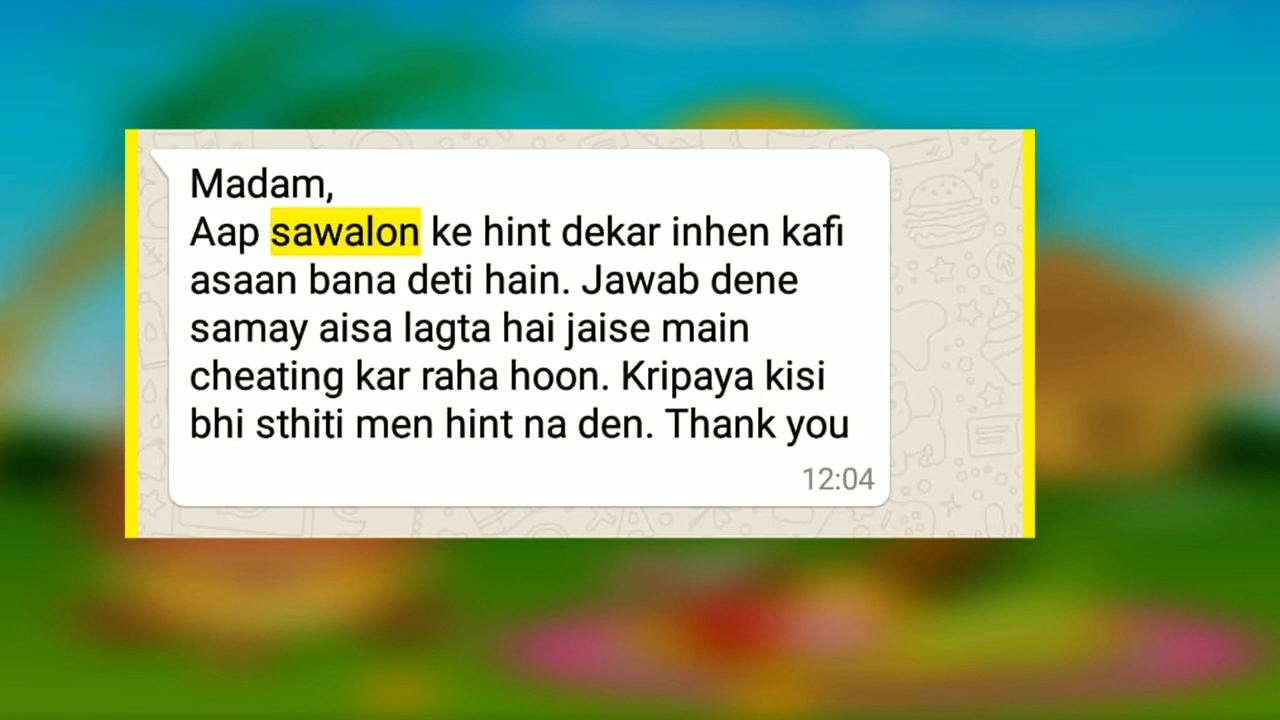 Madam,
Aap sawalon ke hint dekar inhen kafi
asaan bana deti hain. Jawab dene
samay aisa lagta hai jaise main
cheating kar raha hoon. Kripaya kisi
bhi sthiti men hint na den. Thank you
12:04